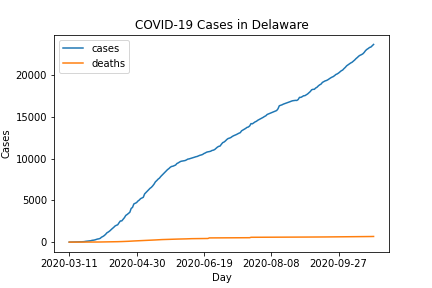 COVID-19 Cases in Delaware
cases
deaths
20000
15000
10000
5000
0
Cases
2020-03-11 2020-04-30 2020-06-19 2020-08-08 2020-09-27
Day